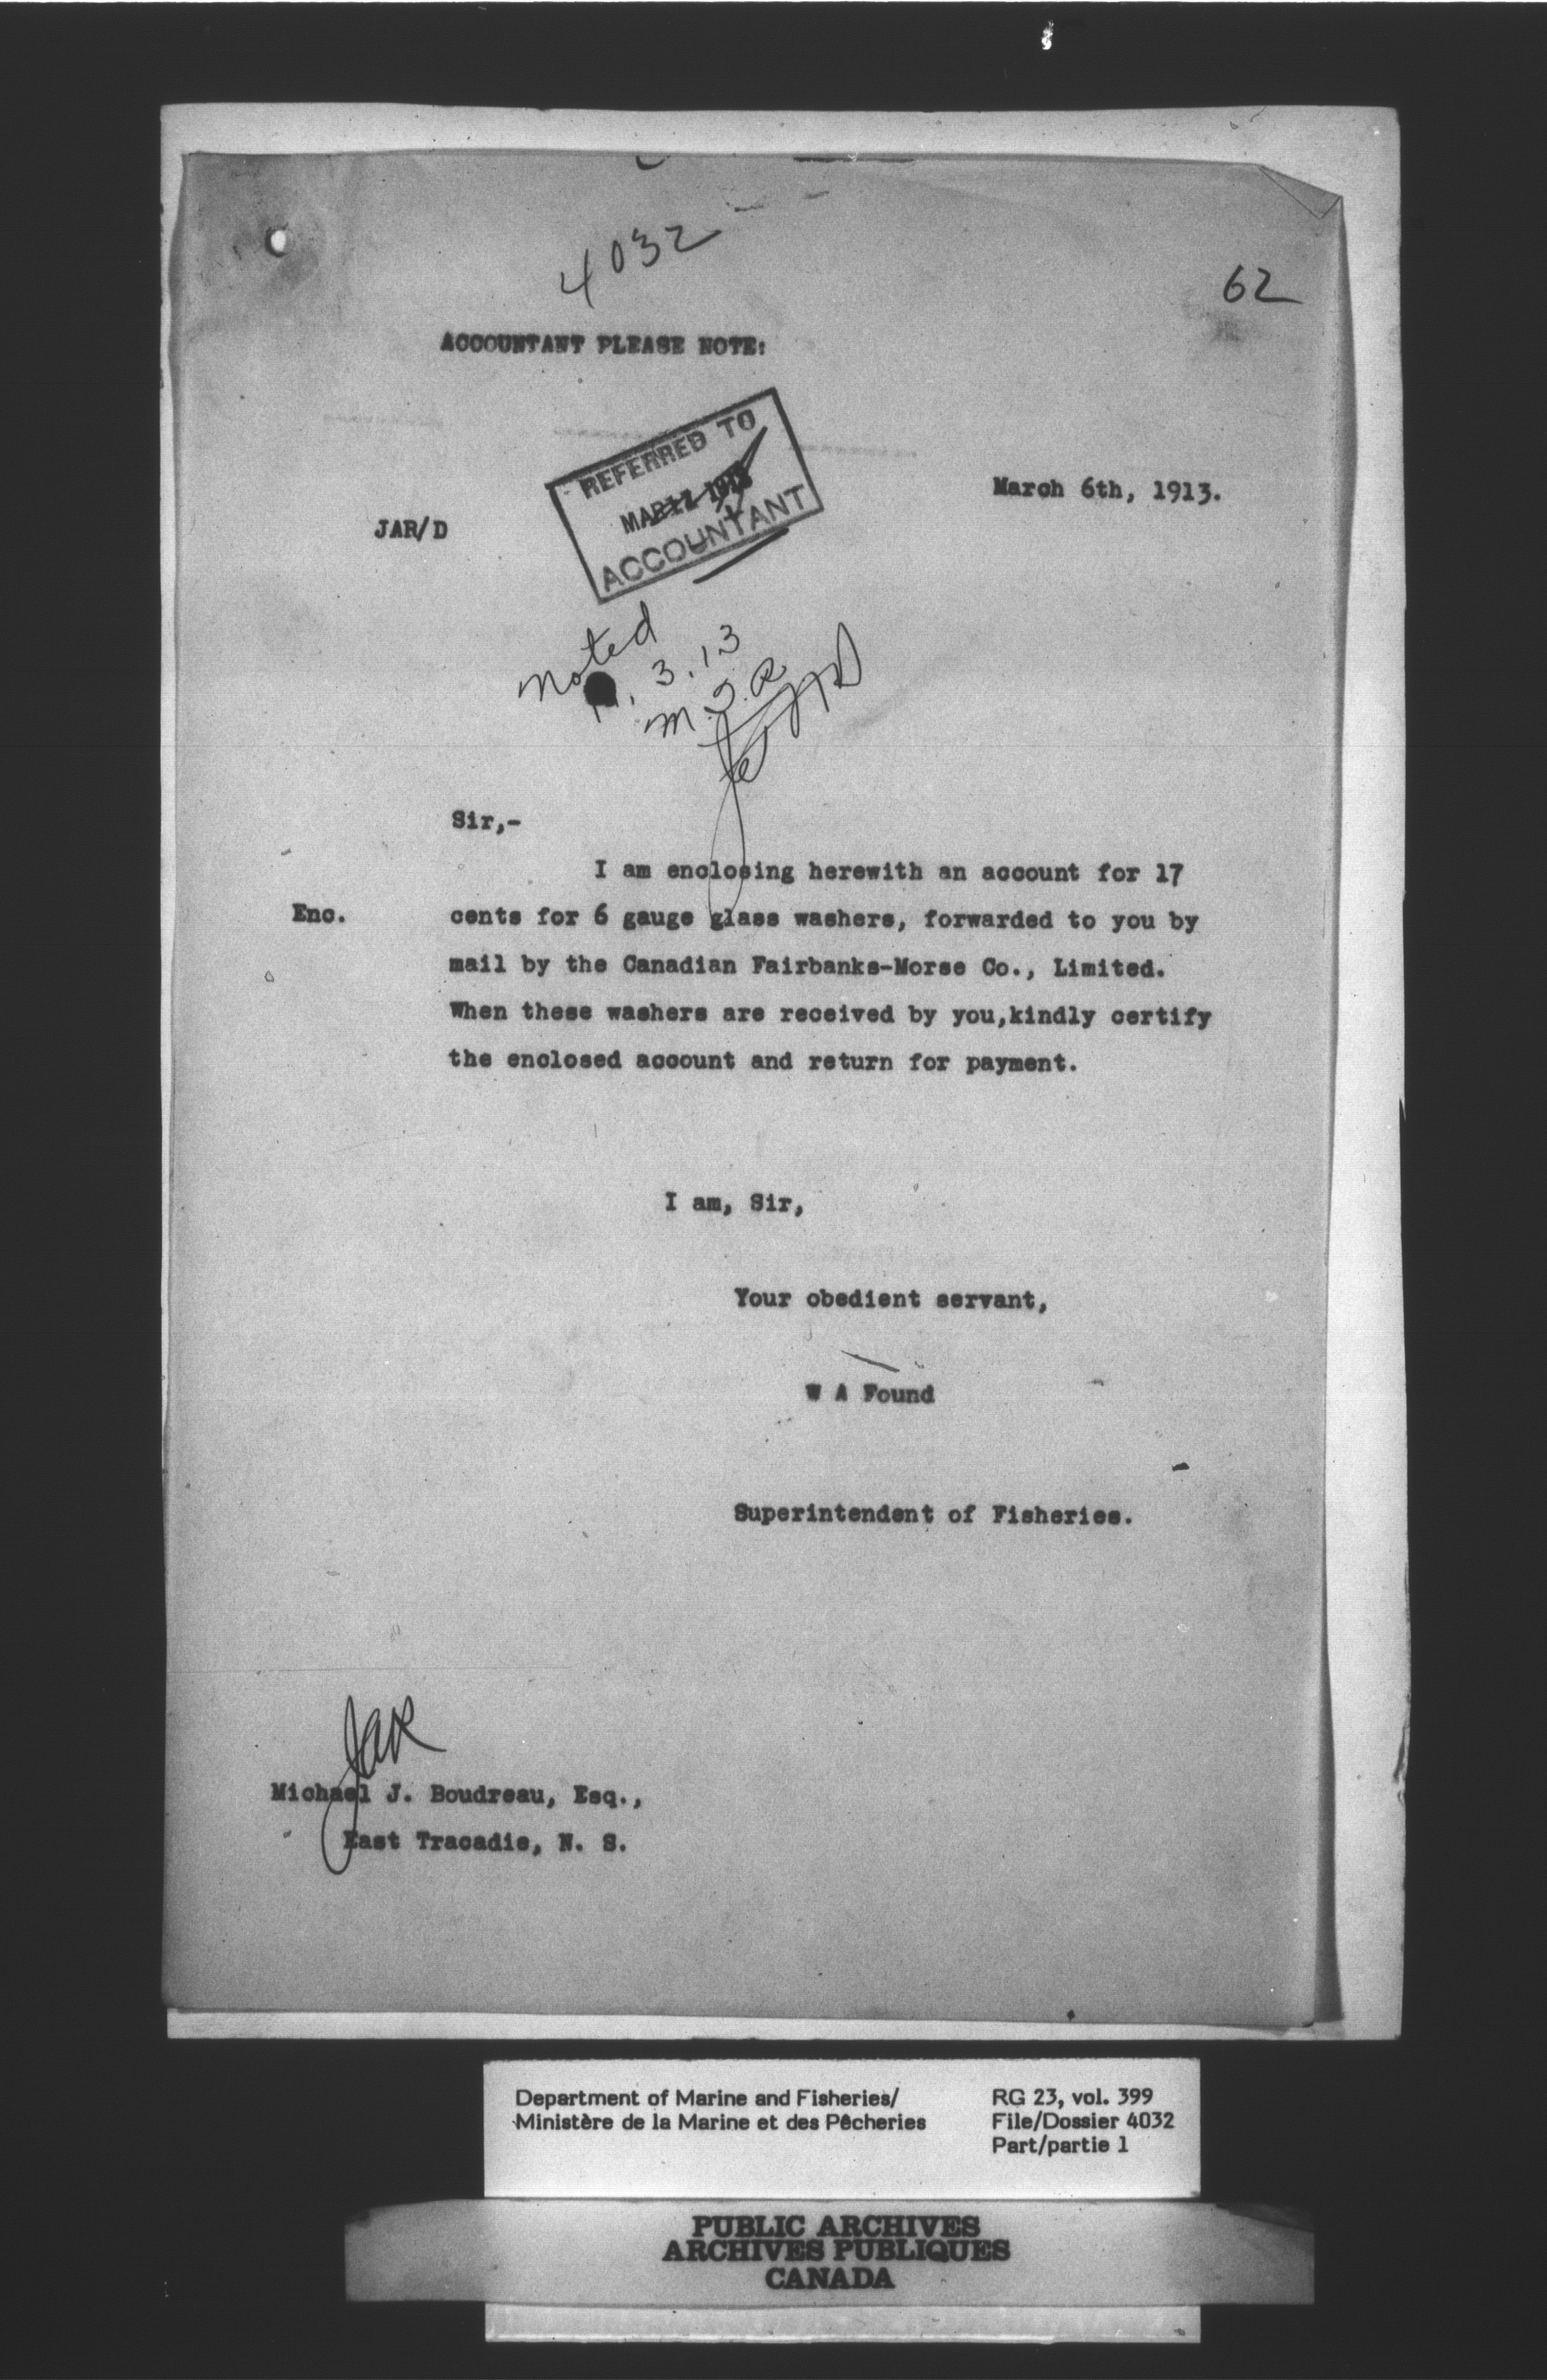 4032
62
ACCOUNTANT PLEASE NOTE:
REFERRED TO
MAR 11 1913
ACCOUNTANT
March 6th, 1913.
JAR/D
Noted
3.13
Sir,-
I am enclosing herewith an account for 17
Enc. cents for 6 gauge glass washers, forwarded to you by
mail by the Canadian Fairbanks-Morse Co., Limited.
When these washers are received by you,kindly certify
the enclosed account and return for payment.
I am, Sir,
Your obedient servant,
W A Found
Superintendent of Fisheries.
JAR
Michael J. Boudreau, Esq.,
East Tracadie, N. S.
Department of Marine and Fisheries/
Ministère de la Marine et des Pêcheries
RG 23, vol. 399
File/Dossier 4032
Part/partie 1
PUBLIC ARCHIVES
ARCHIVES PUBLIQUES
CANADA